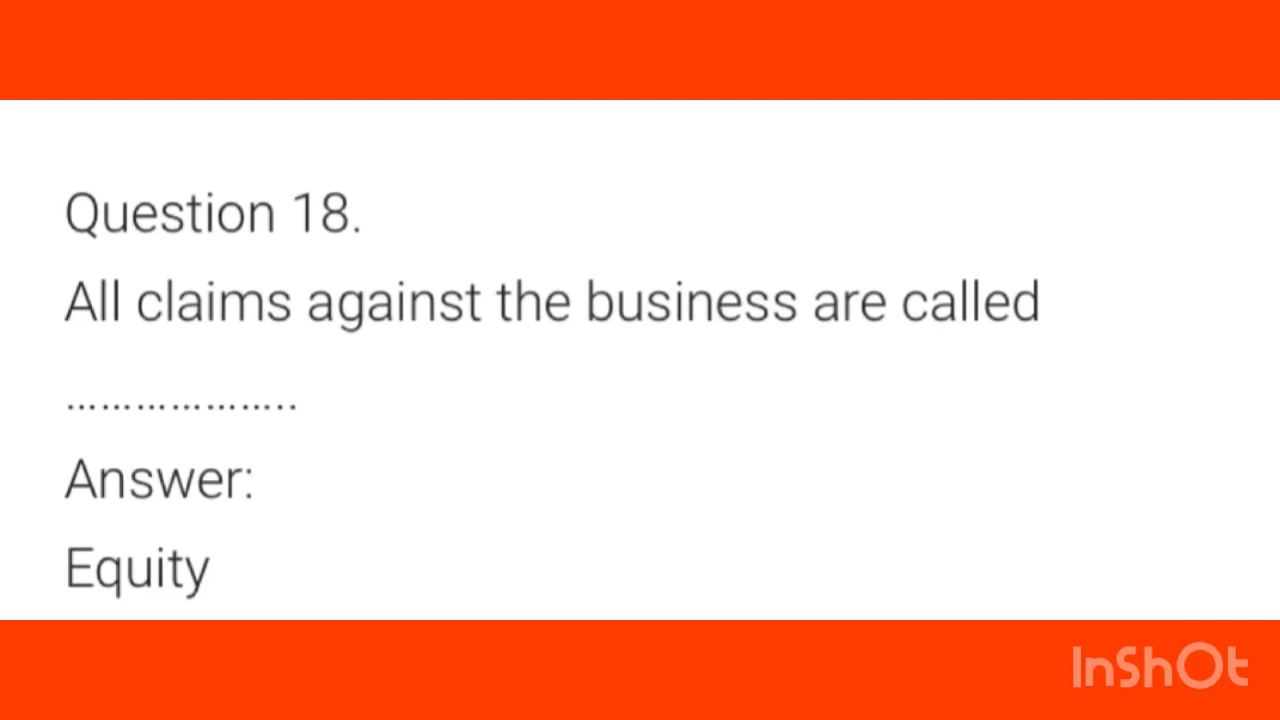 Question 18.
All claims against the business are called
………………..
Answer:
Equity
InShOt